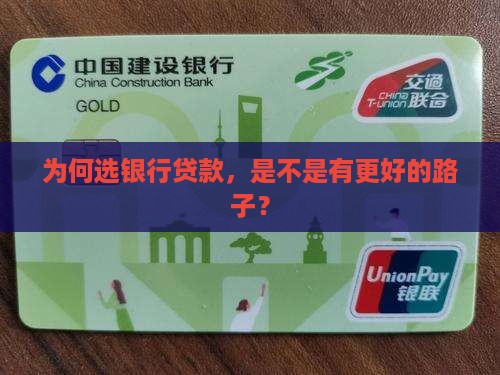 中国建设银行
China Construction Bank
GOLD
交通
联合
CHINA
T-UNION
为何选银行贷款，是不是有更好的路
子？
UnionPay
银联